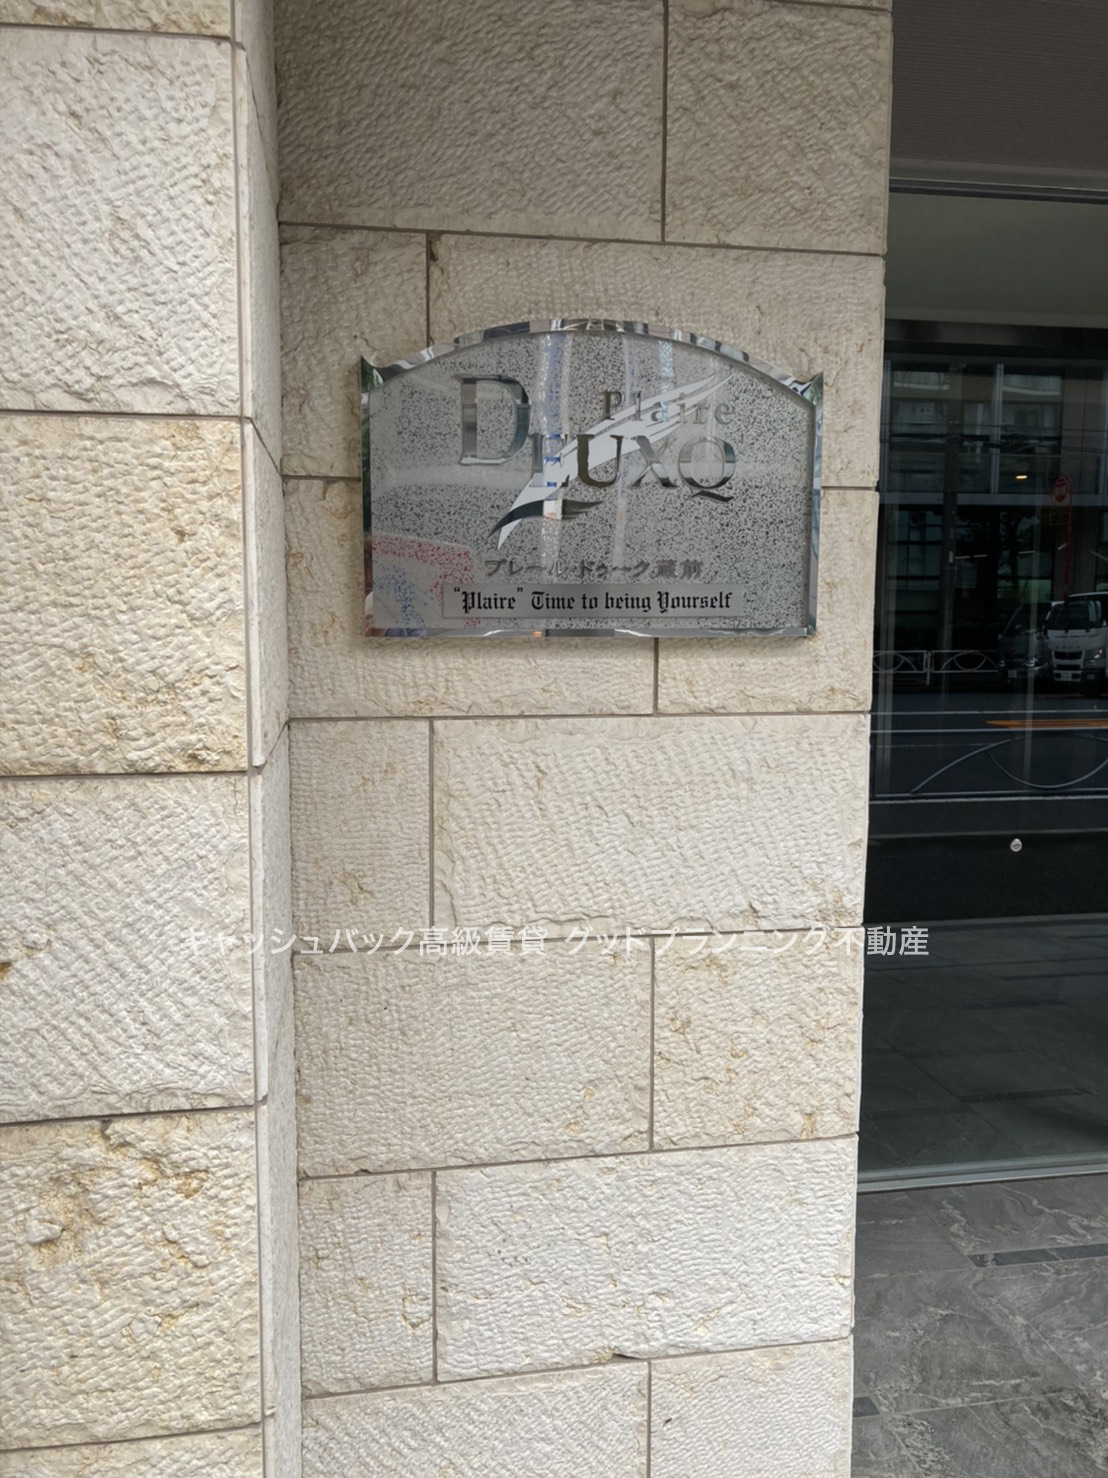 Plaire
DEUXQ
プレール・ドゥーク蔵前
"Plaire" Time to being Yourself
キャッシュバック高級賃貸 グッドプランニング不動産